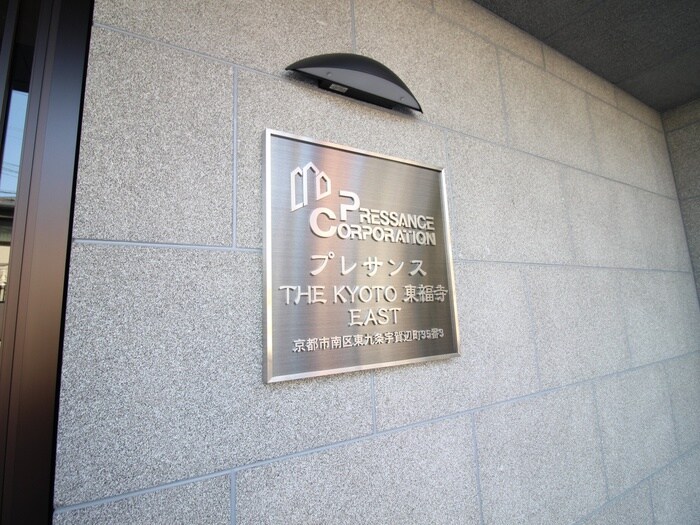 PRESSANCE
CORPORATION
プレサンス
THE KYOTO 東福寺
EAST
京都市南区東九条宇賀辺町35番3